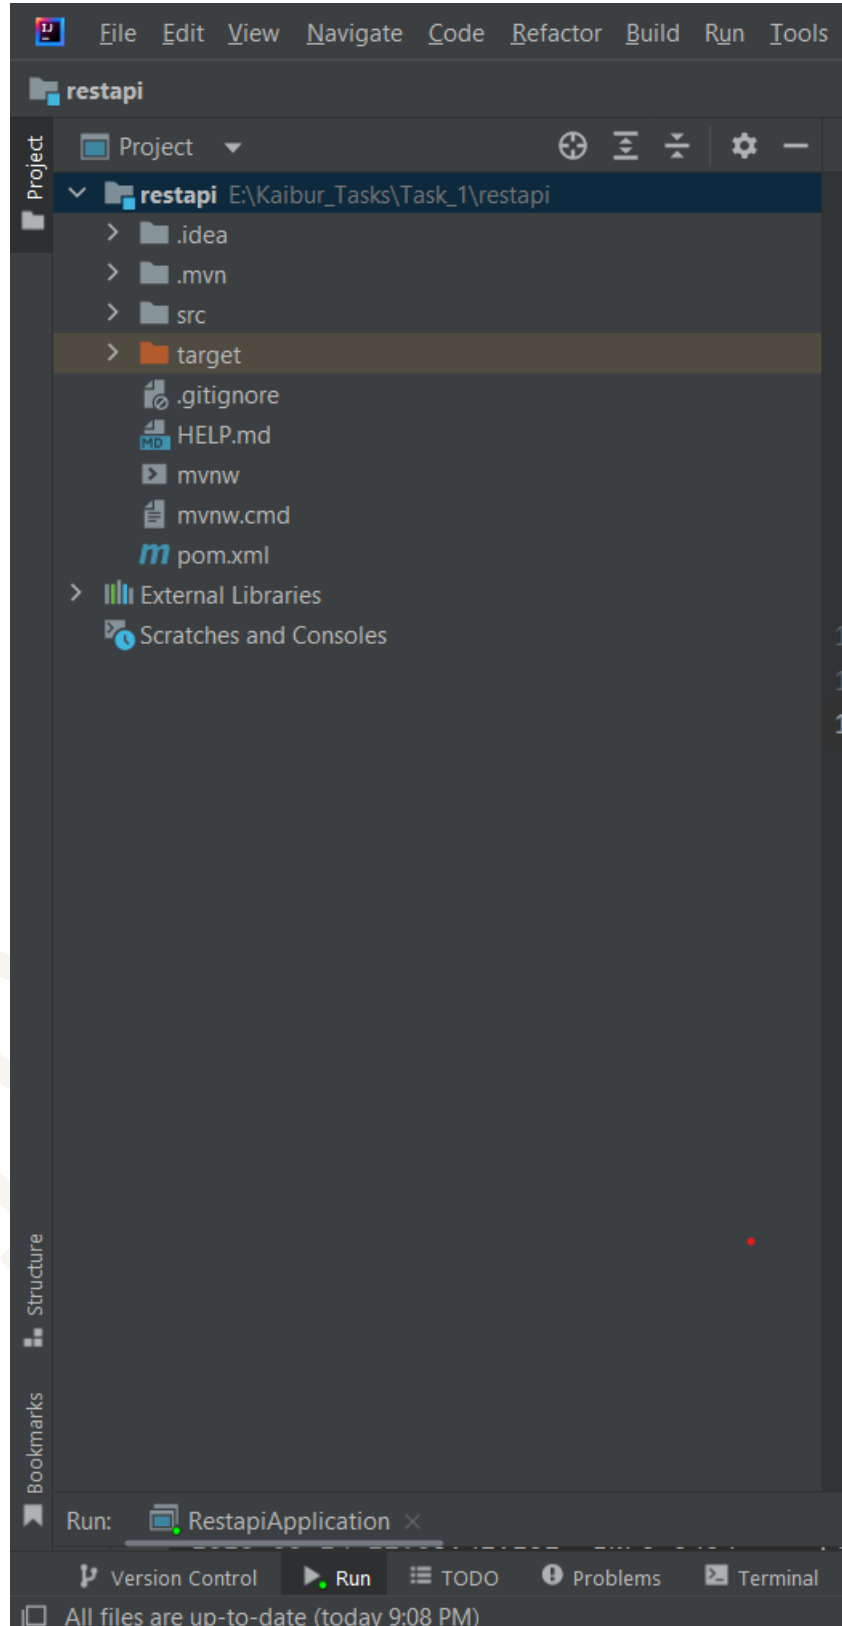 File Edit View Navigate Code Refactor Build Run Tools
restapi
Project
Project
restapi E:\Kaibur_Tasks\Task_1\restapi
.idea
.mvn
src
target
.gitignore
HELP.md
mvnw
mvnw.cmd
pom.xml
External Libraries
Scratches and Consoles
Structure
Bookmarks
Run: RestapiApplication
Version Control Run TODO Problems Terminal
All files are up-to-date (today 9:08 PM)